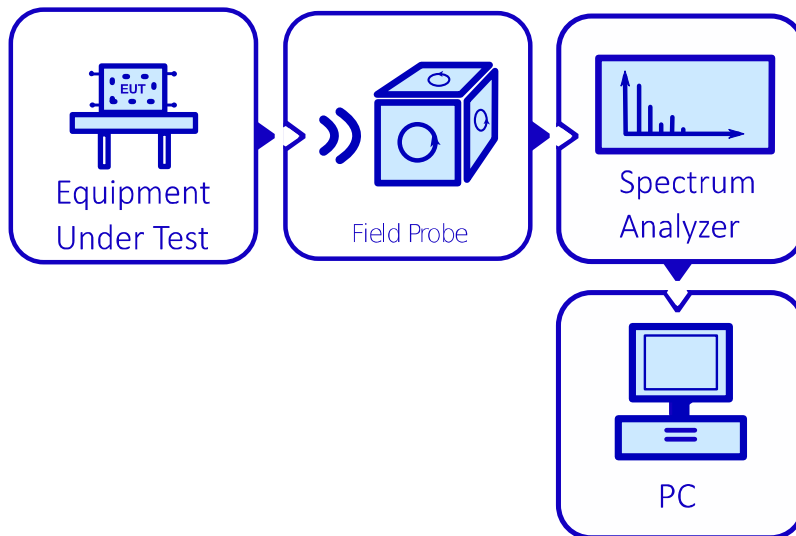 EUT
Equipment
Under Test
Field Probe
Spectrum
Analyzer
PC